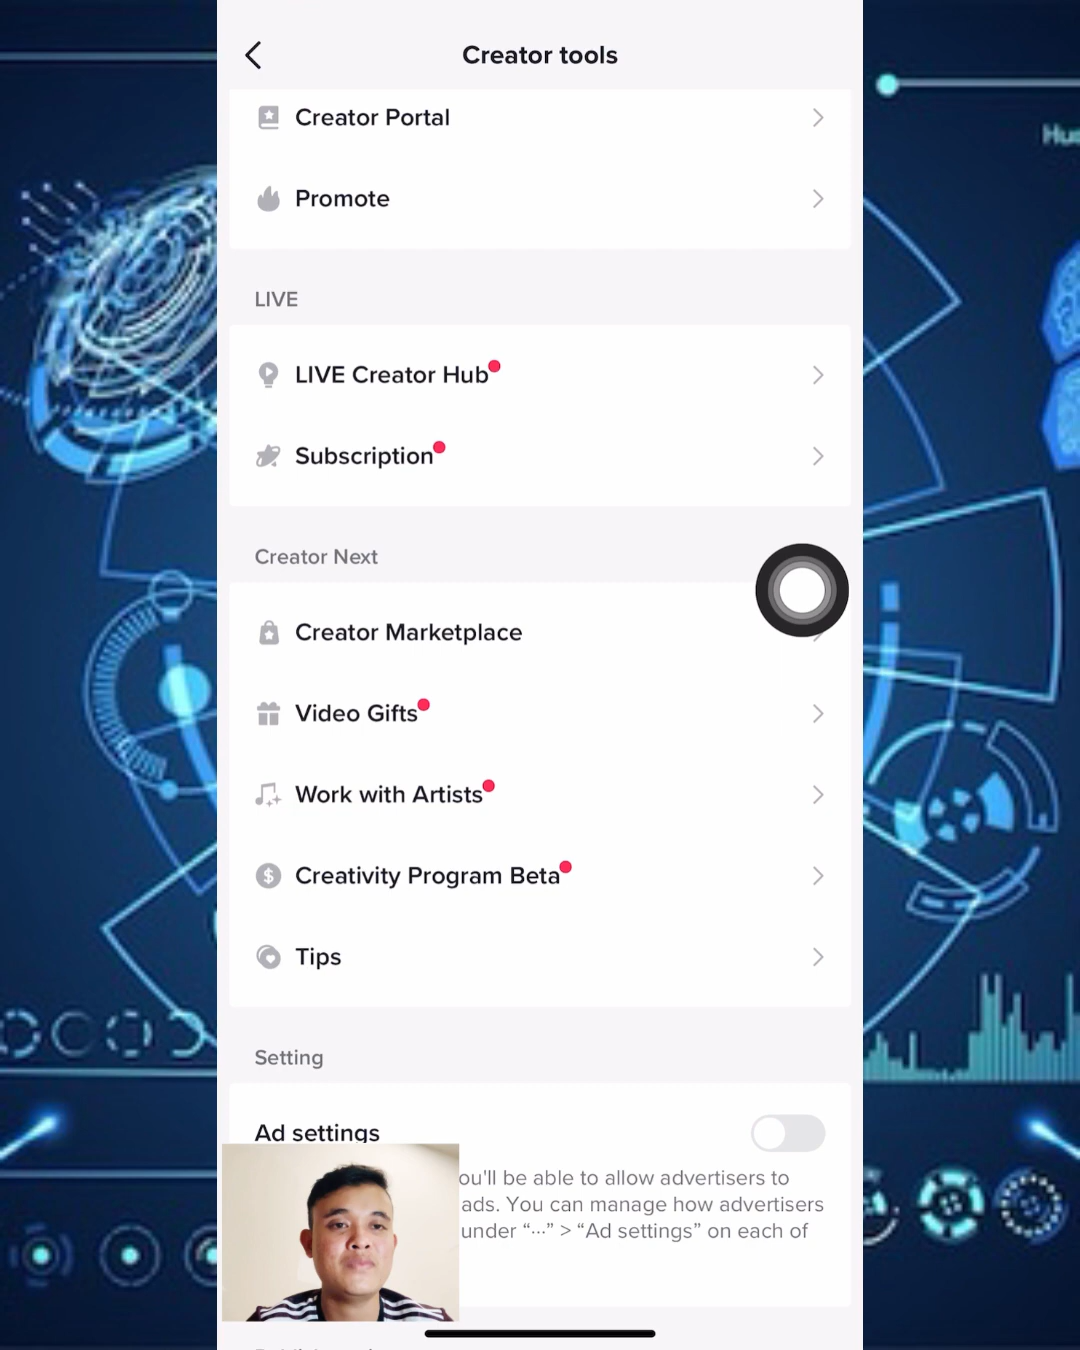 Creator tools
Creator Portal
Promote
LIVE
LIVE Creator Hub
Subscription
Creator Next
Creator Marketplace
Video Gifts
Work with Artists
Creativity Program Beta
Tips
Setting
Ad settings
ou'll be able to allow advertisers to
ads. You can manage how advertisers
under “···” > “Ad settings” on each of